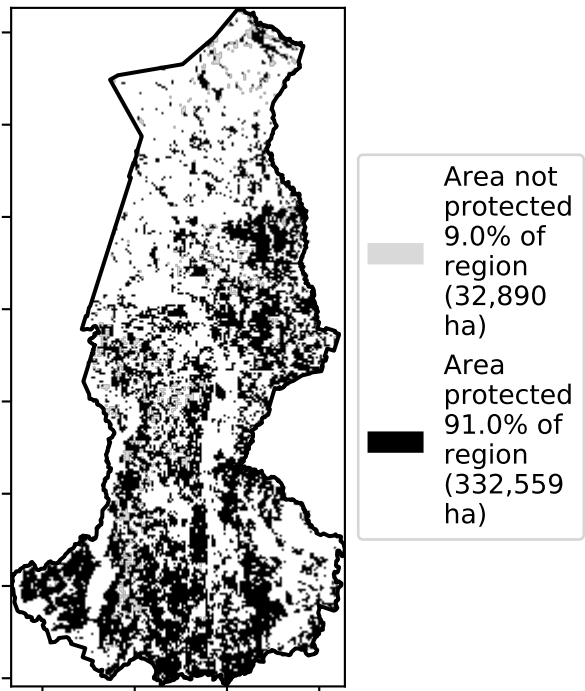 Area not
protected
9.0% of
region
(32,890
ha)
Area
protected
91.0% of
region
(332,559
ha)